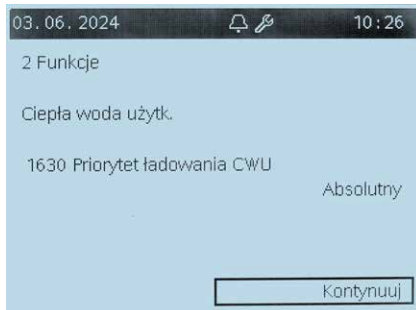 03.06.2024 10:26
2 Funkcje
Ciepła woda użytk.
1630 Priorytet ładowania CWU
Absolutny
Kontynuuj